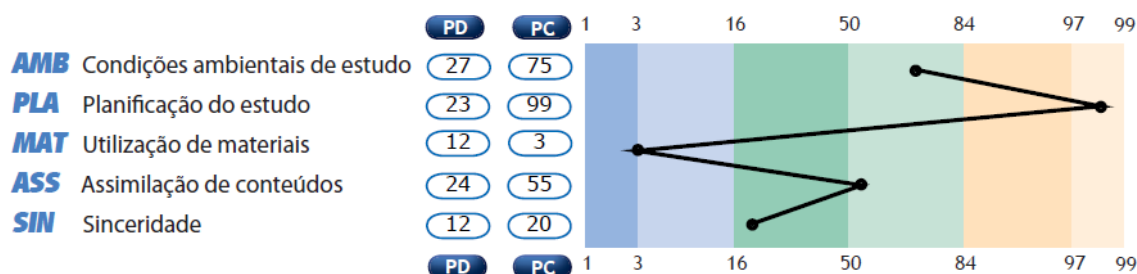 PD PC 1 3 16 50 84 97 99
AMB Condições ambientais de estudo 27 75
PLA Planificação do estudo 23 99
MAT Utilização de materiais 12 3
ASS Assimilação de conteúdos 24 55
SIN Sinceridade 12 20
PD PC 1 3 16 50 84 97 99